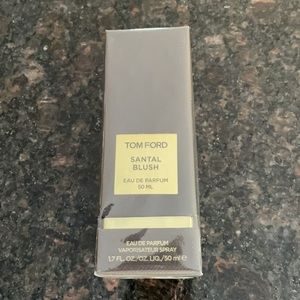 TOM FORD
SANTAL
BLUSH
EAU DE PARFUM
50 ML
EAU DE PARFUM
VAPORISATEUR SPRAY
1.7 FL. OZ./OZ. LIQ./50 ml e